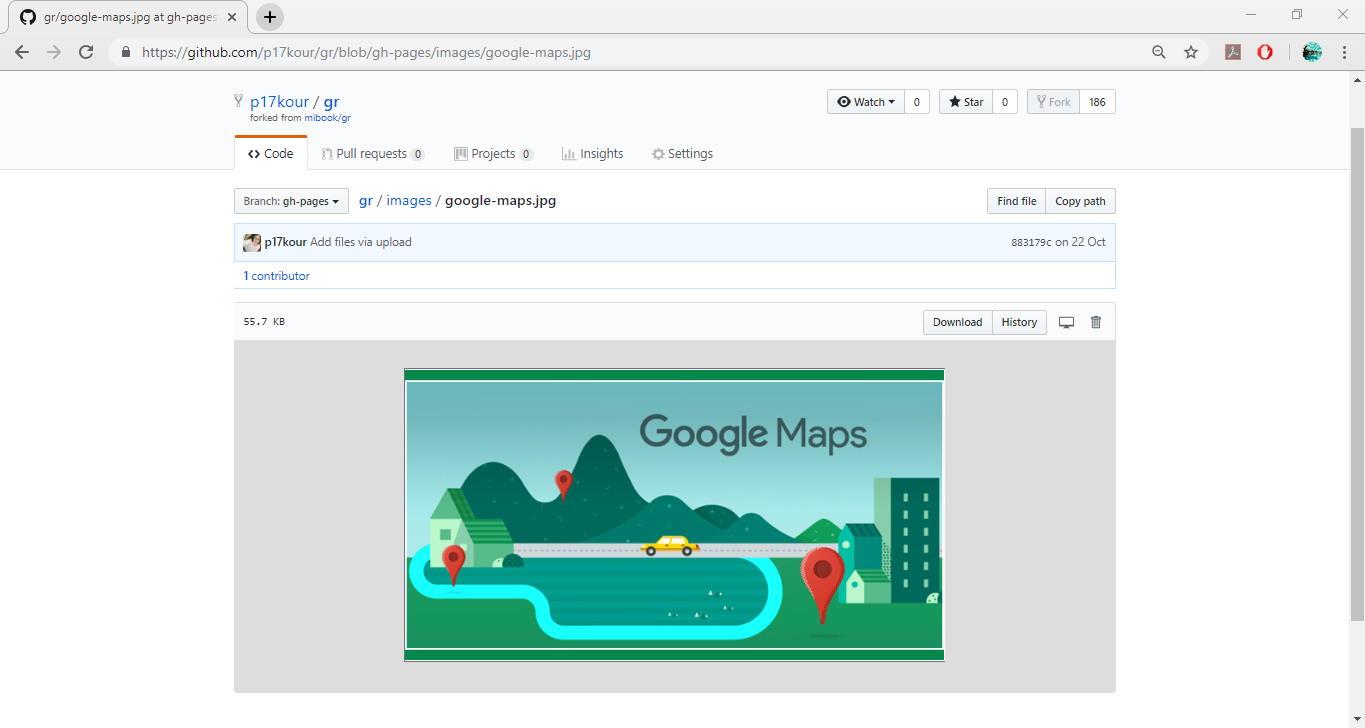 gr/google-maps.jpg at gh-pages
https://github.com/p17kour/gr/blob/gh-pages/images/google-maps.jpg
p17kour / gr
Watch 0 Star 0 Fork 186
forked from mibook/gr
Code Pull requests 0 Projects 0 Insights Settings
Branch: gh-pages gr / images / google-maps.jpg Find file Copy path
p17kour Add files via upload 883179c on 22 Oct
1 contributor
55.7 KB Download History
Google Maps